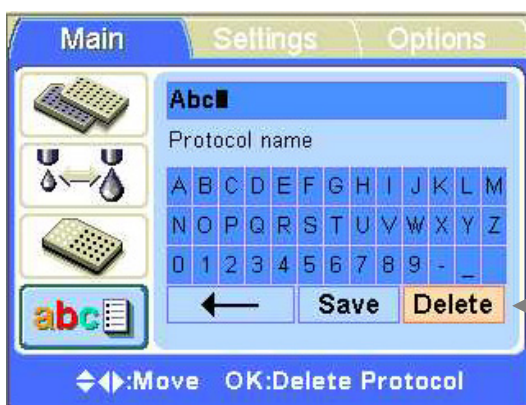 Main Settings Options
Abc
Protocol name
A B C D E F G H I J K L M
N O P Q R S T U V W X Y Z
0 1 2 3 4 5 6 7 8 9 - _
abc
← Save Delete
:Move OK:Delete Protocol